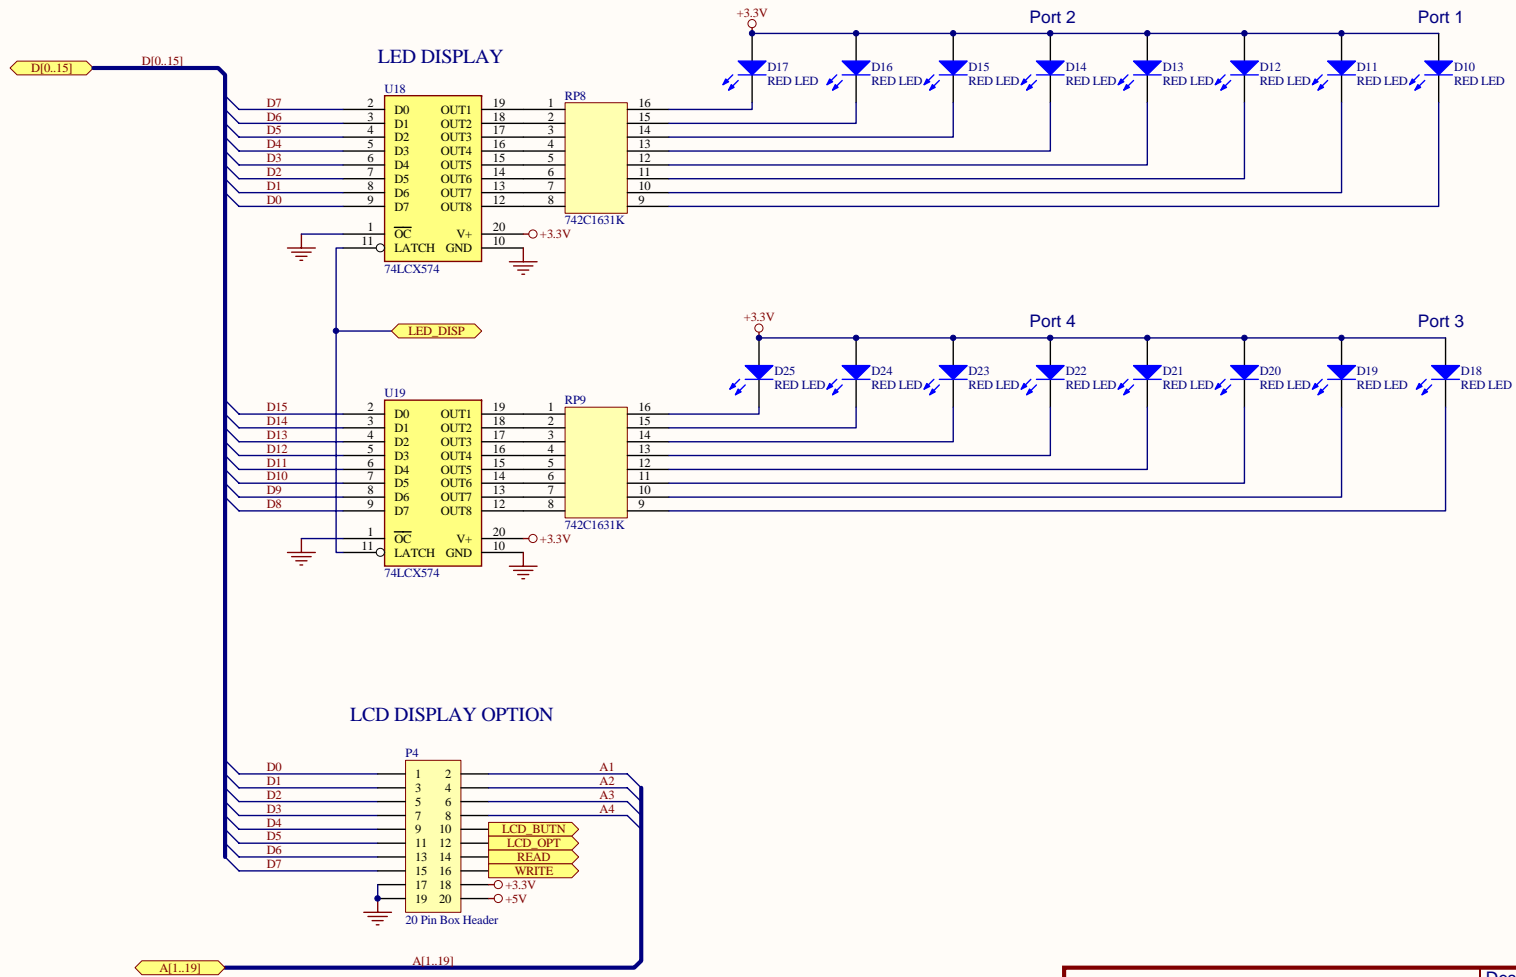 +3.3V Port 2 Port 1
D[0..15] D[0..15] LED DISPLAY
D17 D16 D15 D14 D13 D12 D11 D10
RED LED RED LED RED LED RED LED RED LED RED LED RED LED RED LED
U18 RP8
D7 2 D0 OUT1 19 1 16
D6 3 D1 OUT2 18 2 15
D5 4 D2 OUT3 17 3 14
D4 5 D3 OUT4 16 4 13
D3 6 D4 OUT5 15 5 12
D2 7 D5 OUT6 14 6 11
D1 8 D6 OUT7 13 7 10
D0 9 D7 OUT8 12 8 9
742C1631K
1 OC V+ 20 +3.3V
11 LATCH GND 10
74LCX574
LED_DISP
+3.3V Port 4 Port 3
D25 D24 D23 D22 D21 D20 D19 D18
RED LED RED LED RED LED RED LED RED LED RED LED RED LED RED LED
U19 RP9
D15 2 D0 OUT1 19 1 16
D14 3 D1 OUT2 18 2 15
D13 4 D2 OUT3 17 3 14
D12 5 D3 OUT4 16 4 13
D11 6 D4 OUT5 15 5 12
D10 7 D5 OUT6 14 6 11
D9 8 D6 OUT7 13 7 10
D8 9 D7 OUT8 12 8 9
742C1631K
1 OC V+ 20 +3.3V
11 LATCH GND 10
74LCX574
LCD DISPLAY OPTION
P4
D0 1 2 A1
D1 3 4 A2
D2 5 6 A3
D3 7 8 A4
D4 9 10 LCD_BUTN
D5 11 12 LCD_OPT
D6 13 14 READ
D7 15 16 WRITE
17 18 +3.3V
19 20 +5V
20 Pin Box Header
A[1..19] A[1..19]